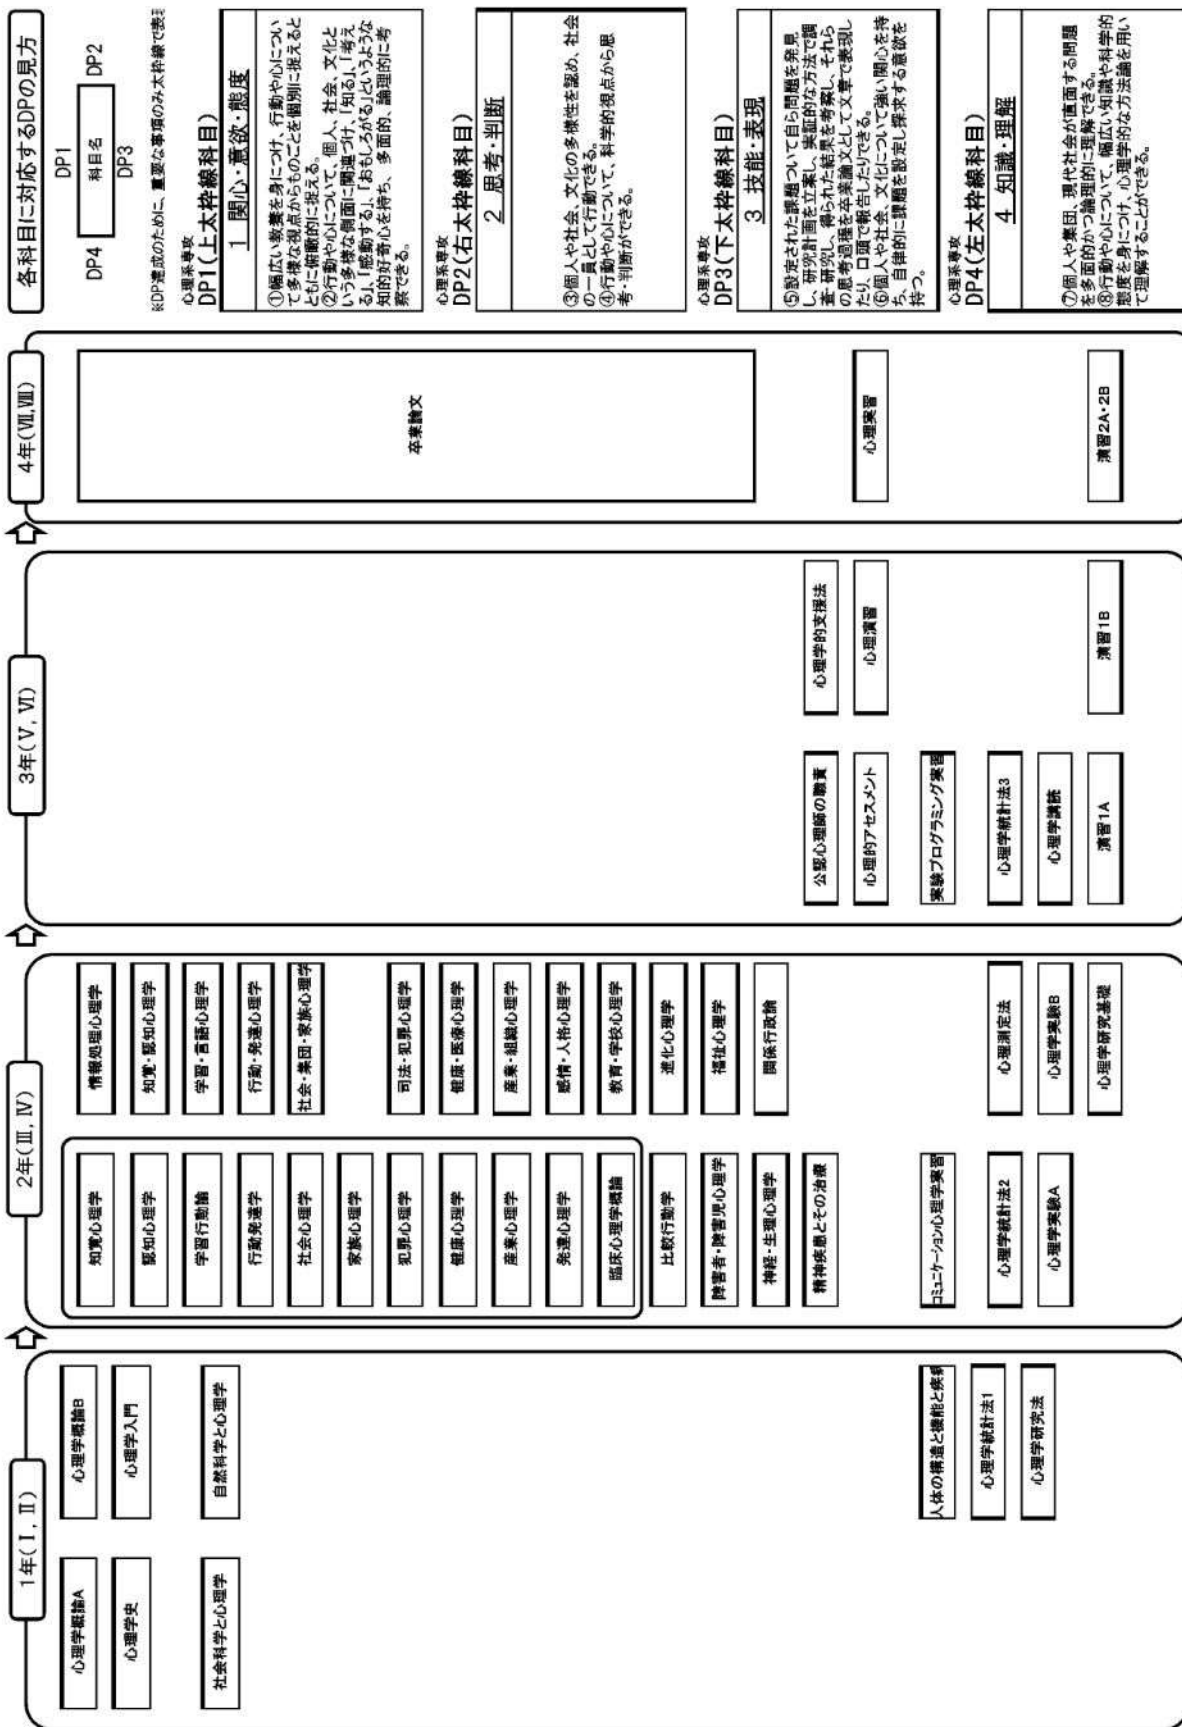 1年(Ⅰ, Ⅱ)
心理学概論A
心理学史
社会科学と心理学
心理学概論B
心理学入門
自然科学と心理学
人体の構造と機能と疾病
心理学統計法1
心理学研究法
2年(Ⅲ, Ⅳ)
知覚心理学
認知心理学
学習行動論
行動発達学
社会心理学
家族心理学
犯罪心理学
健康心理学
産業心理学
発達心理学
臨床心理学概論
比較行動学
障害者・障害児心理学
神経・生理心理学
精神疾患とその治療
コミュニケーション心理学実習
心理学統計法2
心理学実験A
情報処理心理学
知覚・認知心理学
学習・言語心理学
行動・発達心理学
社会・集団・家族心理学
司法・犯罪心理学
健康・医療心理学
産業・組織心理学
感情・人格心理学
教育・学校心理学
進化心理学
福祉心理学
関係行政論
心理測定法
心理学実験B
心理学研究基礎
3年(Ⅴ, Ⅵ)
公認心理師の職責
心理的アセスメント
実験プログラミング実習
心理学統計法3
心理学講読
演習1A
心理学的支援法
心理演習
演習1B
4年(Ⅶ,Ⅷ)
卒業論文
心理実習
演習2A・2B
各科目に対応するDPの見方
DP1
DP4 科目名 DP2
DP3
※DP達成のために、重要な事項のみ太枠線で表
心理系専攻
DP1(上太枠線科目)
1 関心・意欲・態度
①幅広い教養を身につけ、行動や心につい
て多様な視点からものごとを個別に捉えると
ともに俯瞰的に捉える。
②行動や心について、個人、社会、文化と
いう多様な側面に関連づけ、「知る」、「考え
る」、「感動する」、「おもしろがる」というような
知的好奇心を持ち、多面的、論理的に考
察できる。
心理系専攻
DP2(右太枠線科目)
2 思考・判断
③個人や社会、文化の多様性を認め、社会
の一員として行動できる。
④行動や心について、科学的視点から思
考・判断ができる。
心理系専攻
DP3(下太枠線科目)
3 技能・表現
⑤設定された課題ついて自ら問題を発見
し、研究計画を立案し、実証的な方法で調
査・研究し、得られた結果を考察し、それら
の思考過程を卒業論文として文章で表現し
たり、口頭で報告したりできる。
⑥個人や社会、文化について強い関心を持
ち、自律的に課題を設定し探求する意欲を
持つ。
心理系専攻
DP4(左太枠線科目)
4 知識・理解
⑦個人や集団、現代社会が直面する問題
を多面的かつ論理的に理解できる。
⑧行動や心について、幅広い知識や科学的
態度を身につけ、心理学的な方法論を用い
て理解することができる。